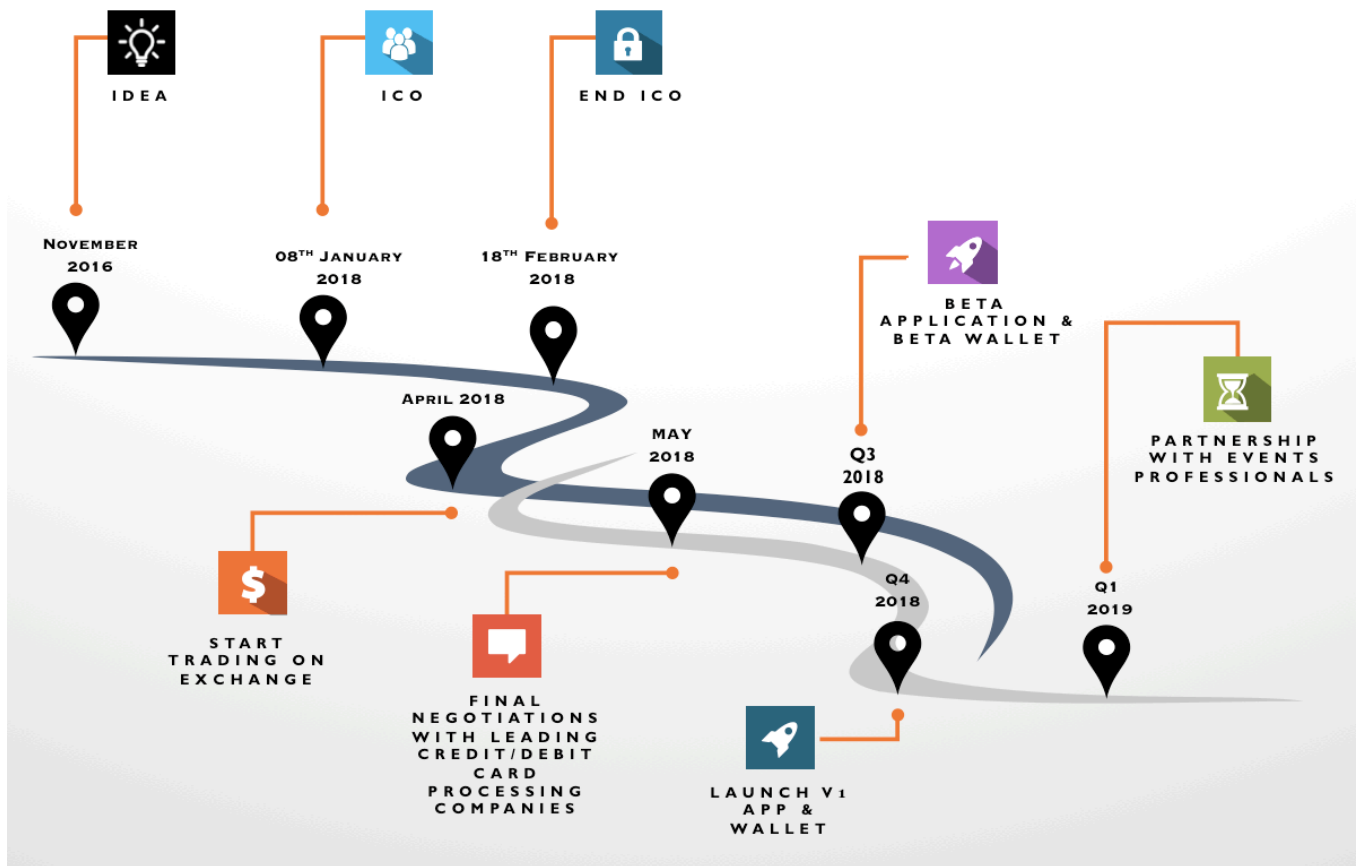 IDEA
ICO
END ICO
NOVEMBER
2016
08TH JANUARY
2018
18TH FEBRUARY
2018
BETA
APPLICATION &
BETA WALLET
APRIL 2018
MAY
2018
Q3
2018
PARTNERSHIP
WITH EVENTS
PROFESSIONALS
Q4
2018
Q1
2019
$
START
TRADING ON
EXCHANGE
FINAL
NEGOTIATIONS
WITH LEADING
CREDIT/DEBIT
CARD
PROCESSING
COMPANIES
LAUNCH V1
APP &
WALLET